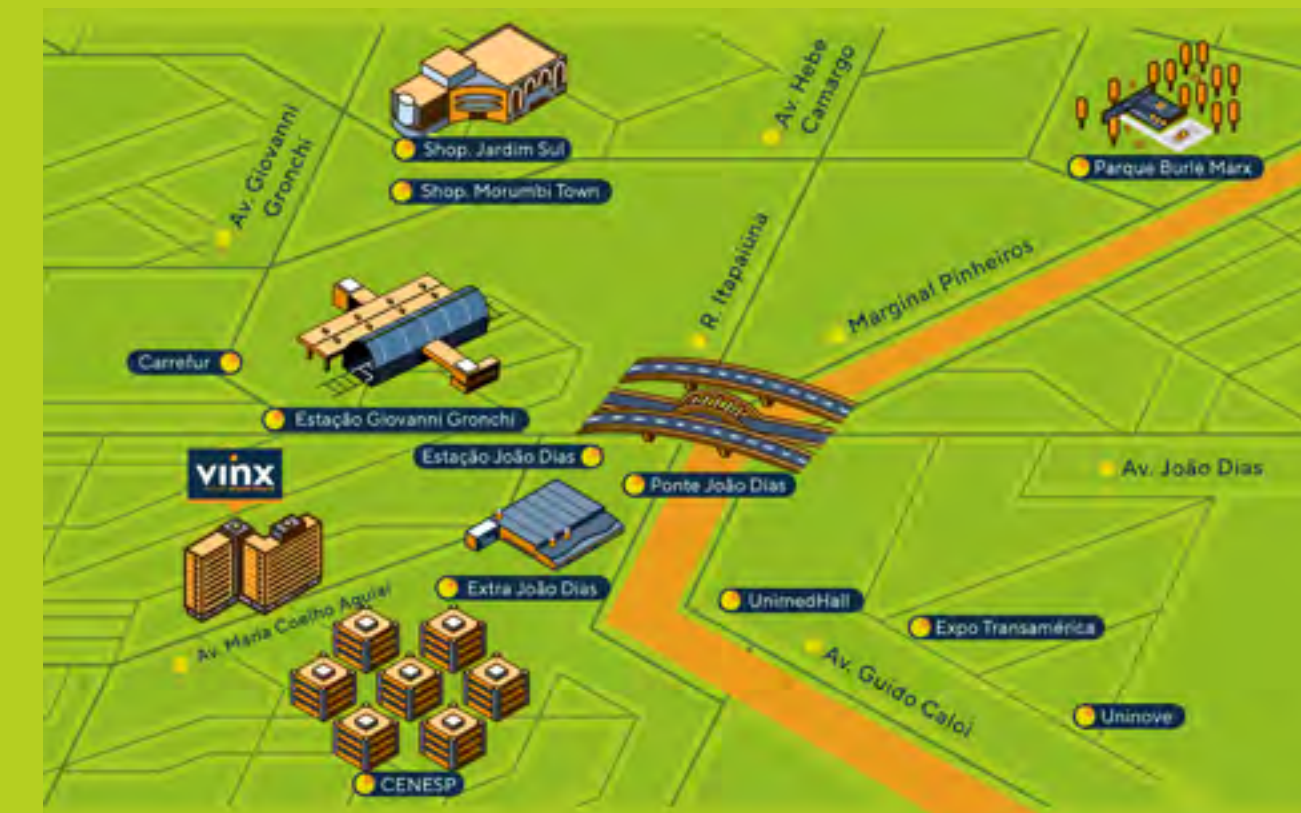 Av. Hebe
Camargo
Av. Giovanni
Gronchi
Shop. Jardim Sul
Parque Burle Marx
Shop. Morumbi Town
R. Itapaiúna
Marginal Pinheiros
Carrefur
Estação Giovanni Gronchi
Estação João Dias
vinx
Av. João Dias
Ponte João Dias
Extra João Dias
UnimedHall
Av. Maria Coelho Aguiar
Expo Transamérica
Av. Guido Caloi
Uninove
CENESP